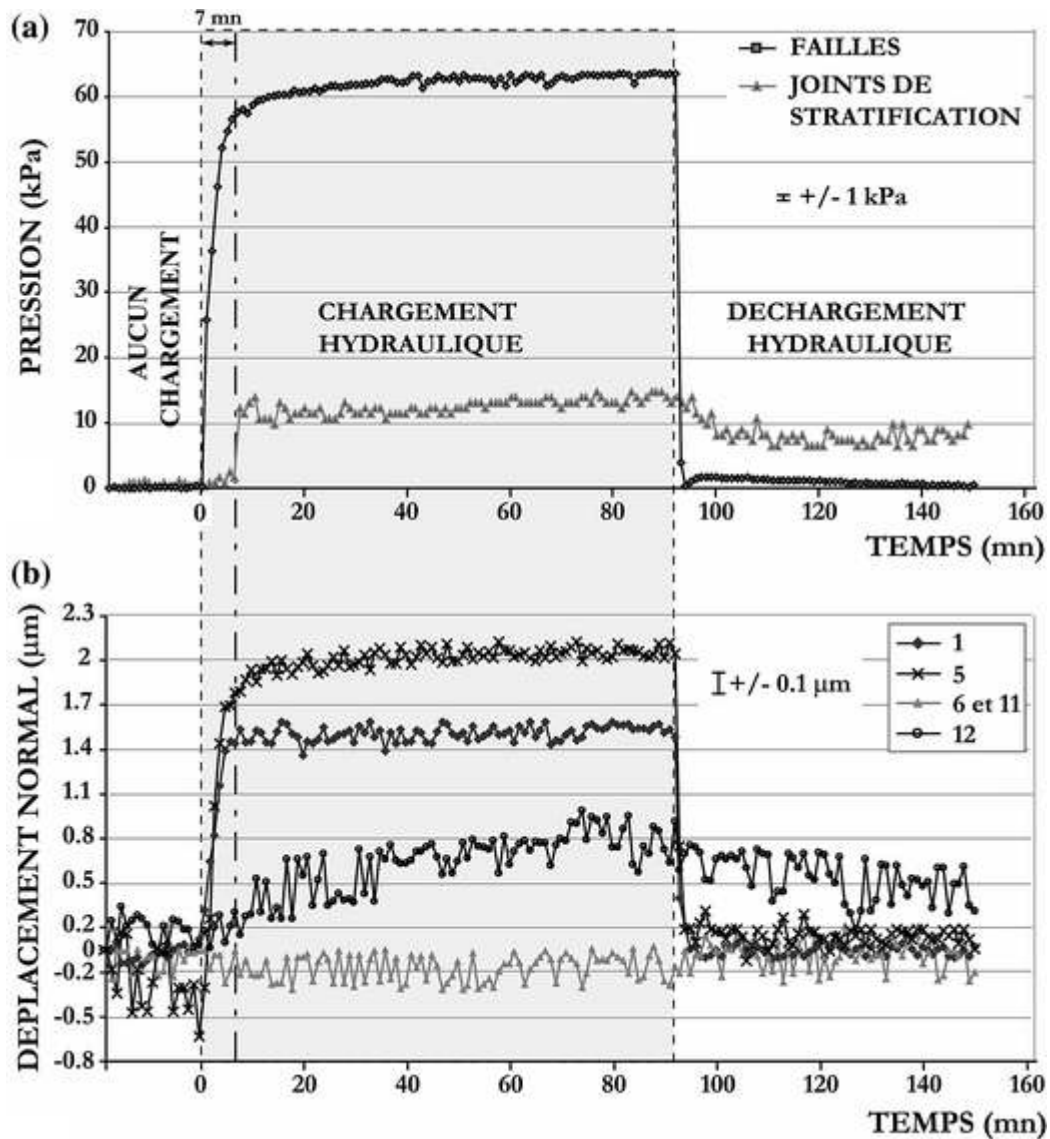 (a)
7 mn
70
60
50
40
30
20
10
0
PRESSION (kPa)
AUCUN
CHARGEMENT
CHARGEMENT
HYDRAULIQUE
DECHARGEMENT
HYDRAULIQUE
FAILLES
JOINTS DE
STRATIFICATION
+/- 1 kPa
0 20 40 60 80 100 120 140 160
TEMPS (mn)
(b)
2.3
2
1.7
1.4
1.1
0.8
0.5
0.2
0
-0.2
-0.5
-0.8
DEPLACEMENT NORMAL (µm)
+/- 0.1 µm
1
5
6 et 11
12
0 20 40 60 80 100 120 140 160
TEMPS (mn)